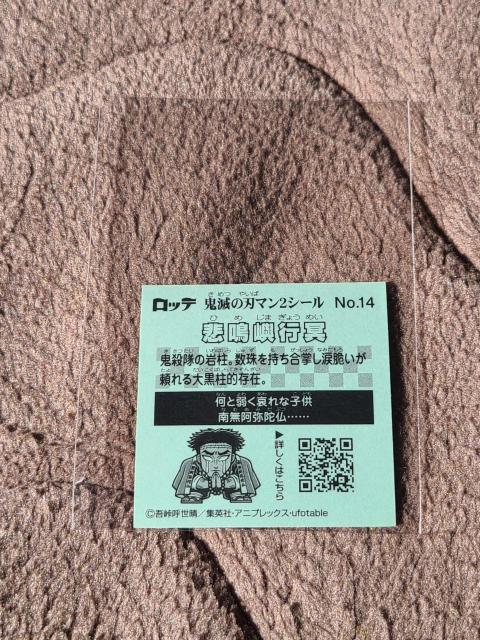 ロッテ 鬼滅の刃マン2シール No.14
悲鳴嶼行冥
鬼殺隊の岩柱。数珠を持ち合掌し涙脆いが
頼れる大黒柱的存在。
何と弱く哀れな子供
南無阿弥陀仏……
▶詳しくはこちら
©吾峠呼世晴／集英社・アニプレックス・ufotable